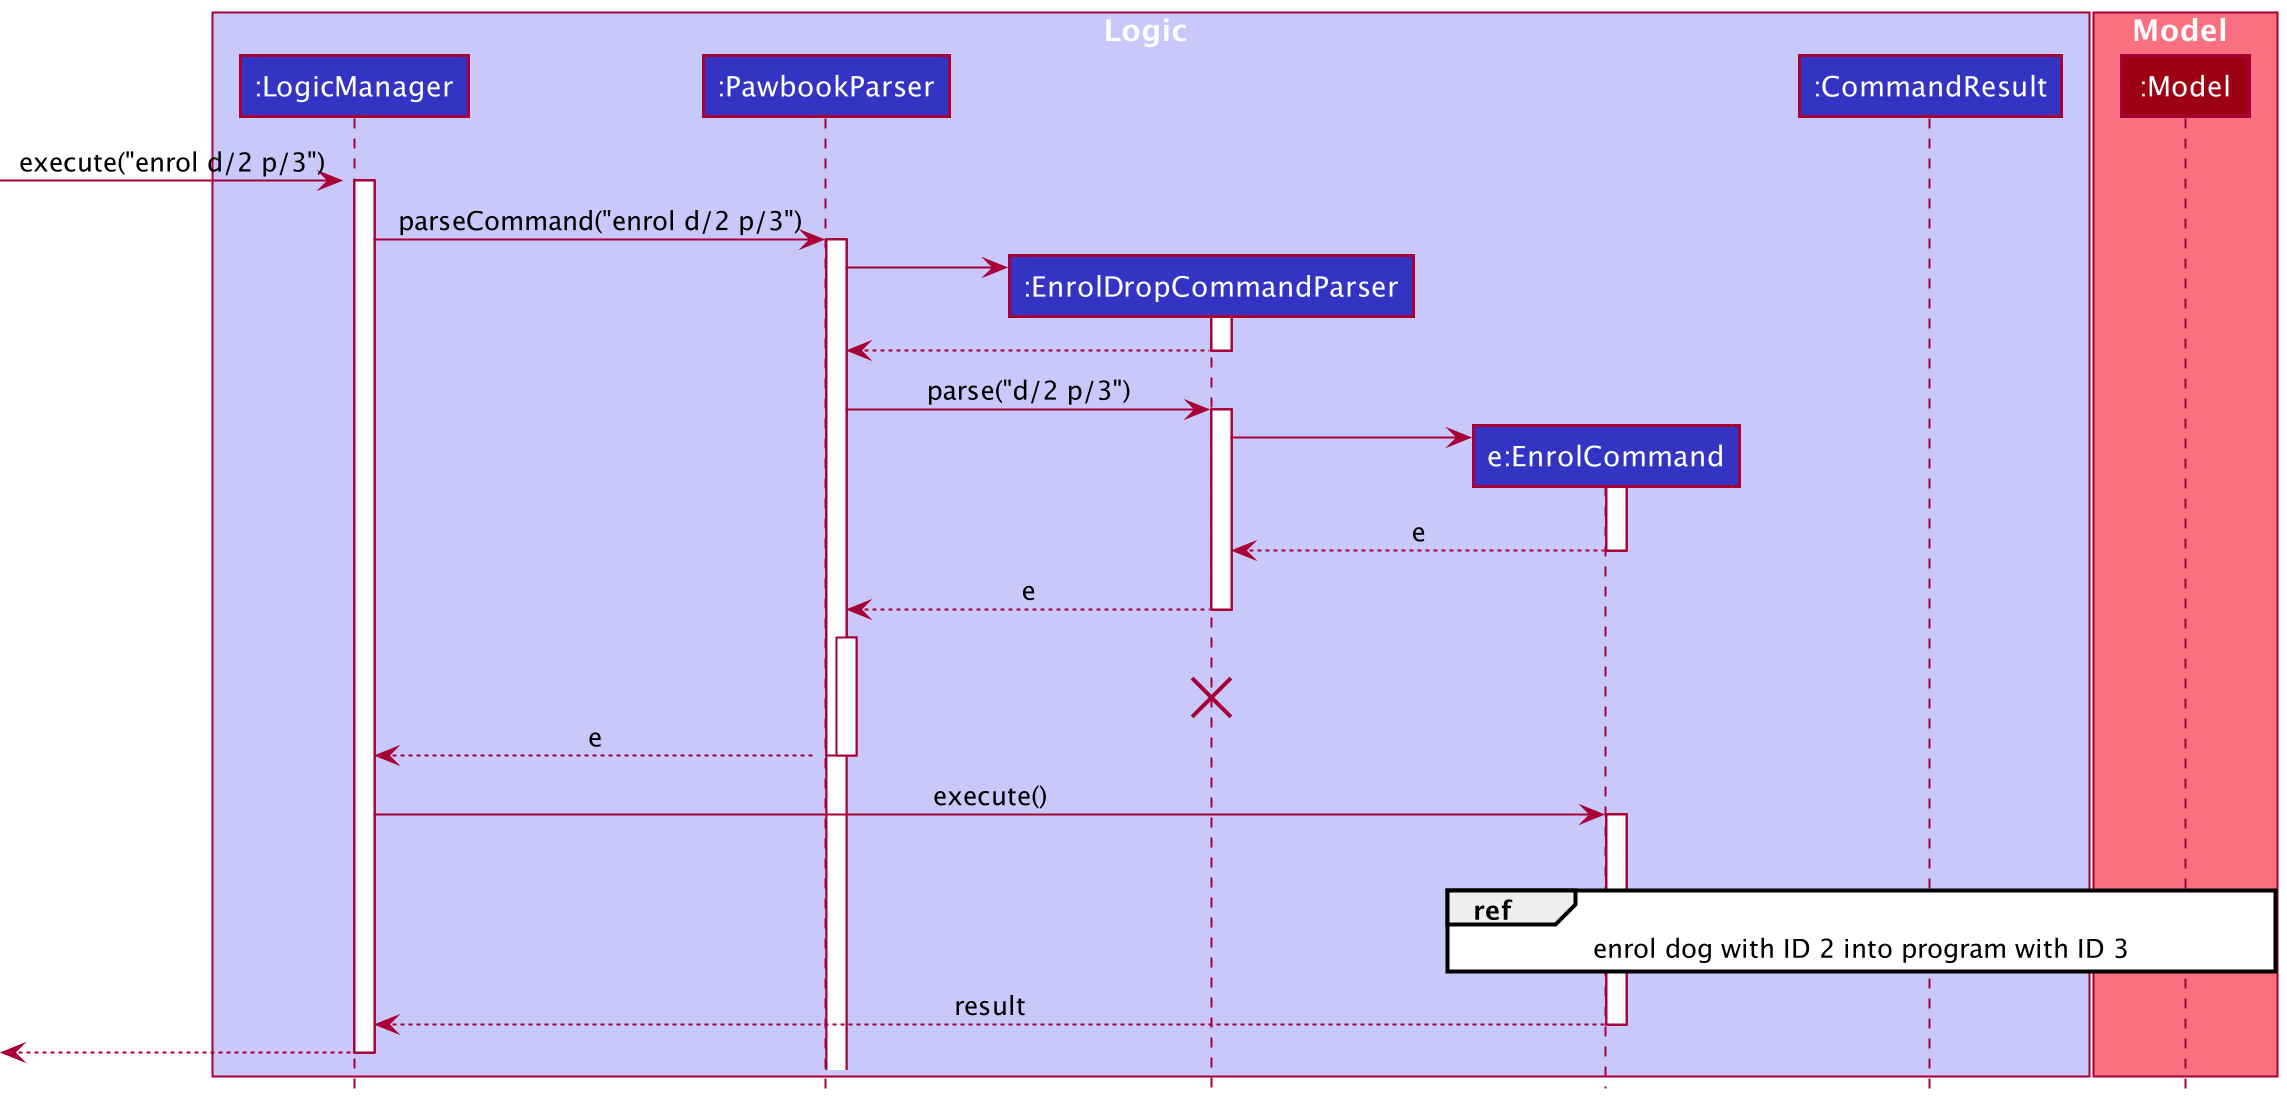 Logic
Model
:LogicManager
:PawbookParser
:CommandResult
:Model
execute("enrol d/2 p/3")
parseCommand("enrol d/2 p/3")
:EnrolDropCommandParser
parse("d/2 p/3")
e:EnrolCommand
e
e
e
execute()
ref
enrol dog with ID 2 into program with ID 3
result